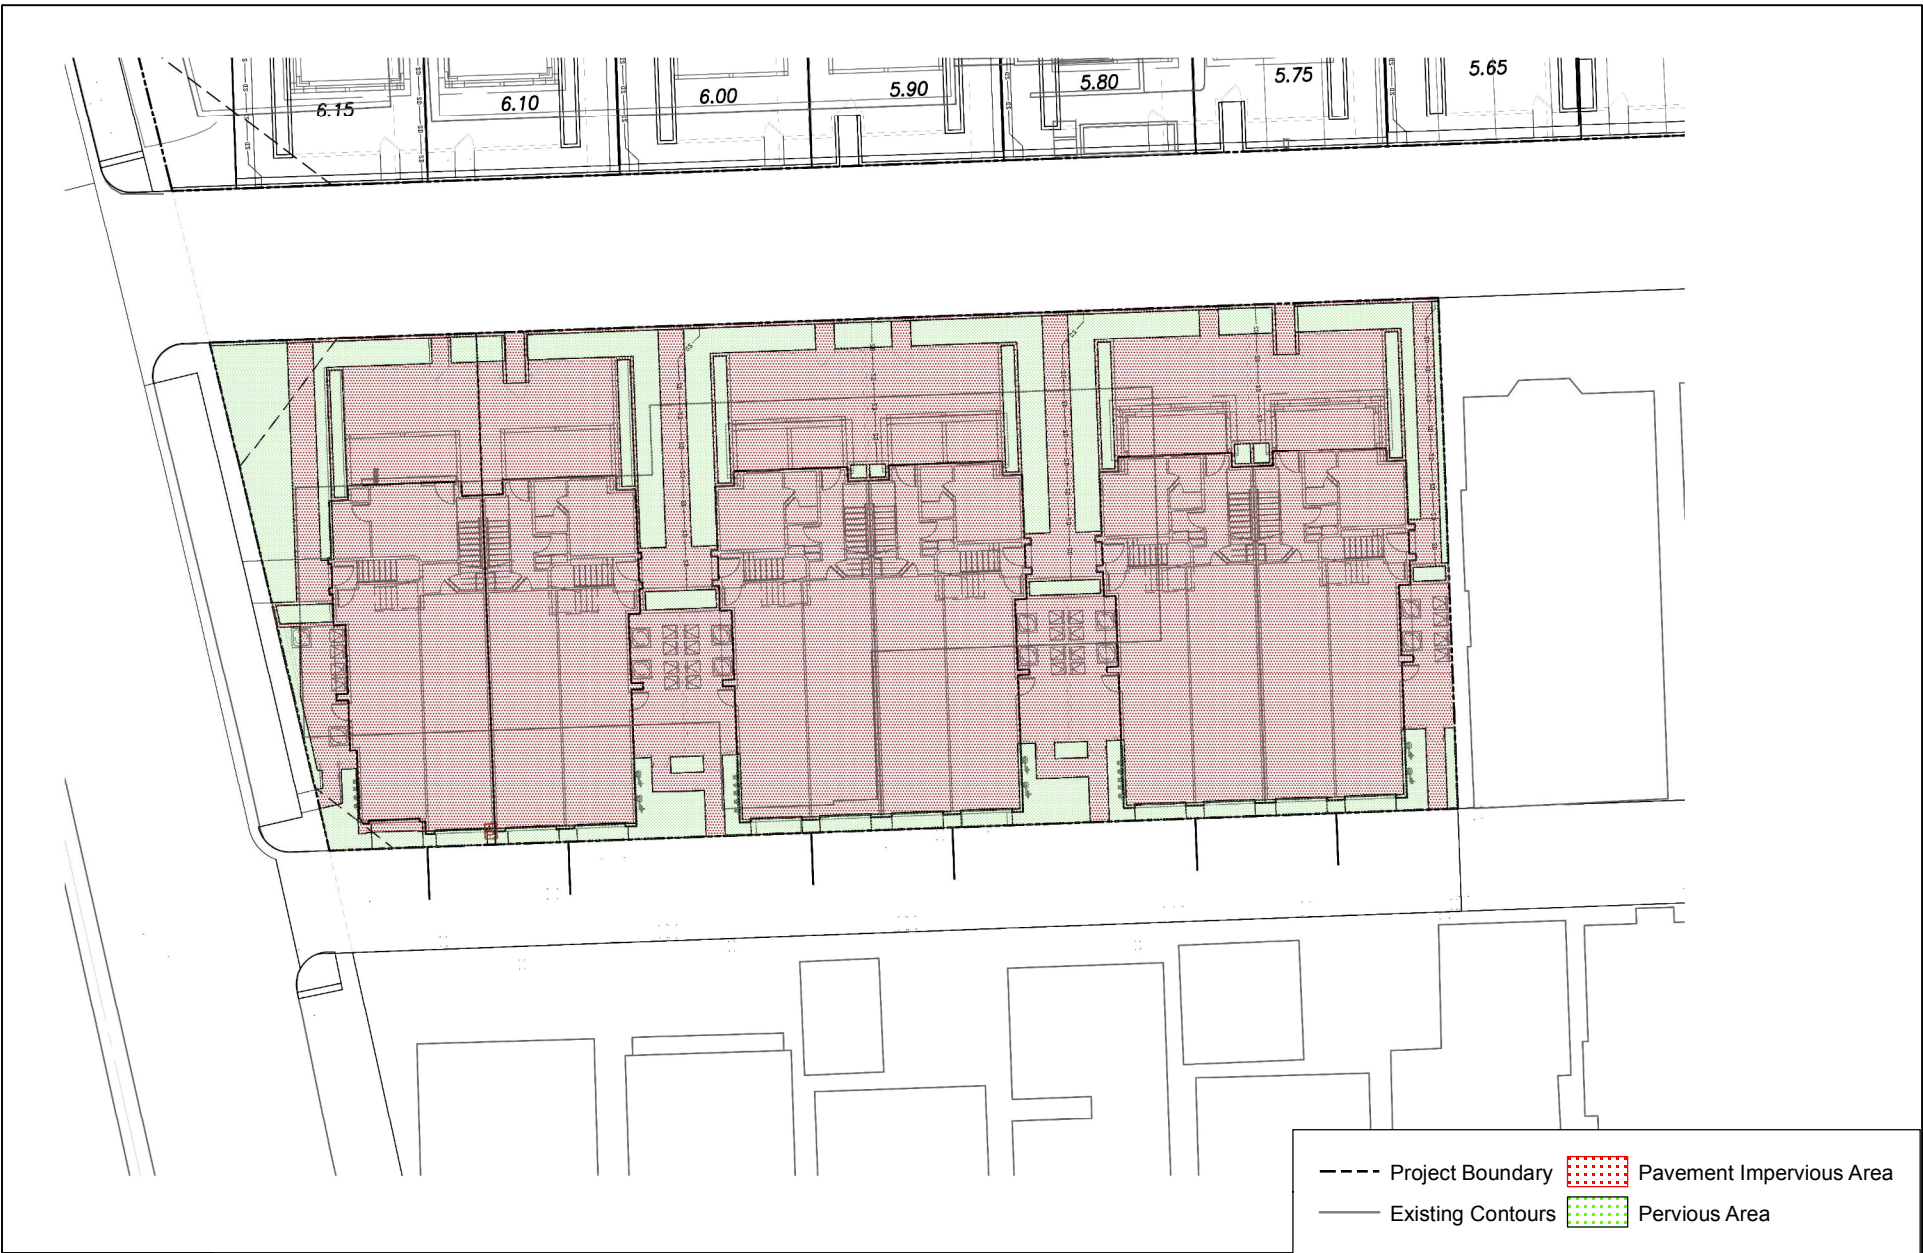 6.15
6.10
6.00
5.90
5.80
5.75
5.65
Project Boundary
Pavement Impervious Area
Existing Contours
Pervious Area